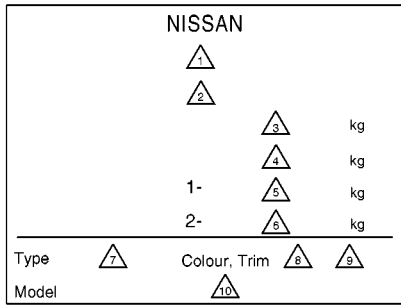 NISSAN
1
2
3 kg
4 kg
1- 5 kg
2- 6 kg
Type 7 Colour, Trim 8 9
Model 10